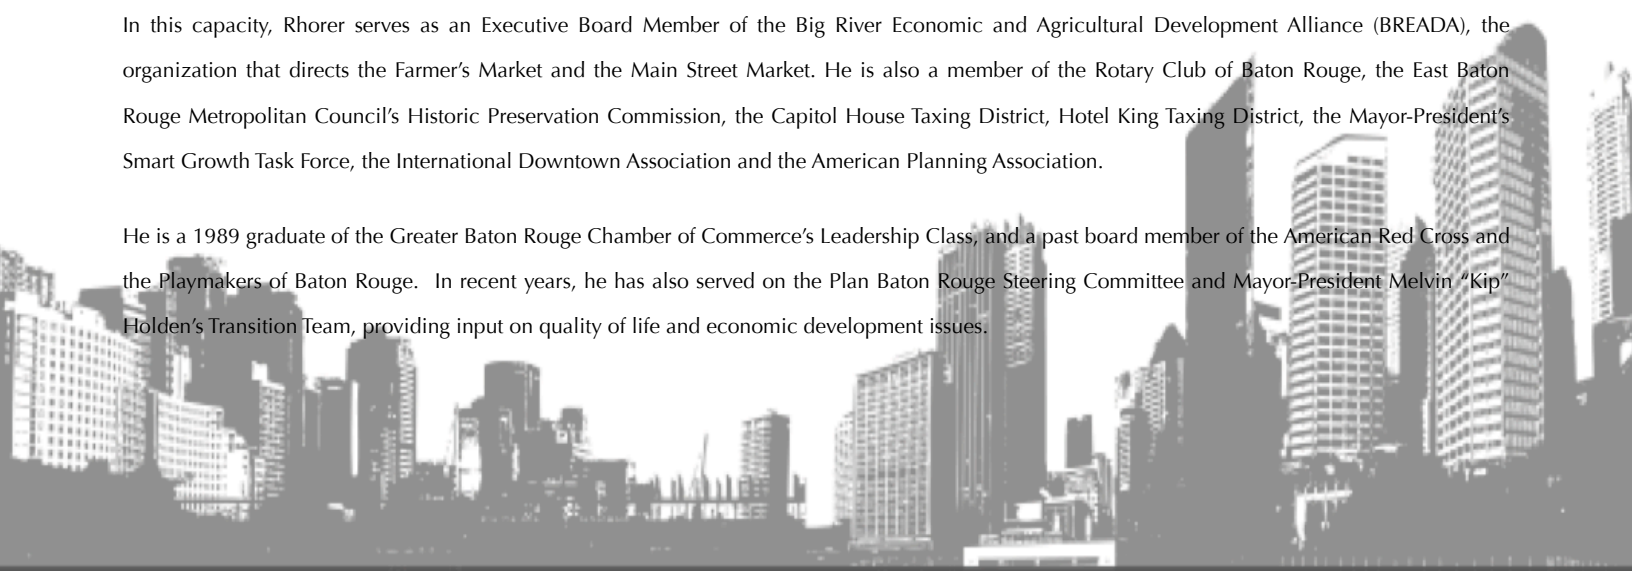 In this capacity, Rhorer serves as an Executive Board Member of the Big River Economic and Agricultural Development Alliance (BREADA), the
organization that directs the Farmer’s Market and the Main Street Market. He is also a member of the Rotary Club of Baton Rouge, the East Baton
Rouge Metropolitan Council’s Historic Preservation Commission, the Capitol House Taxing District, Hotel King Taxing District, the Mayor-President’s
Smart Growth Task Force, the International Downtown Association and the American Planning Association.
He is a 1989 graduate of the Greater Baton Rouge Chamber of Commerce’s Leadership Class, and a past board member of the American Red Cross and
the Playmakers of Baton Rouge.  In recent years, he has also served on the Plan Baton Rouge Steering Committee and Mayor-President Melvin “Kip”
Holden’s Transition Team, providing input on quality of life and economic development issues.